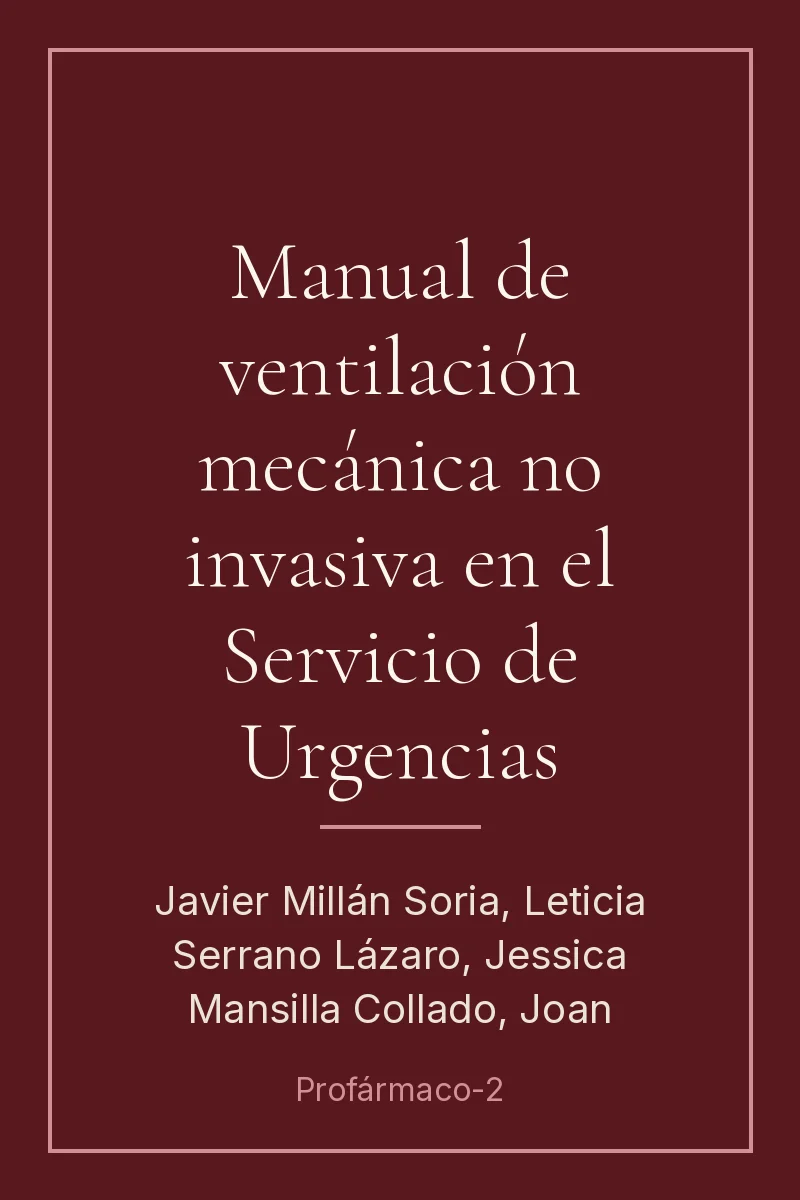 Manual de
ventilación
mecánica no
invasiva en el
Servicio de
Urgencias
Javier Millán Soria, Leticia
Serrano Lázaro, Jessica
Mansilla Collado, Joan
Profármaco-2